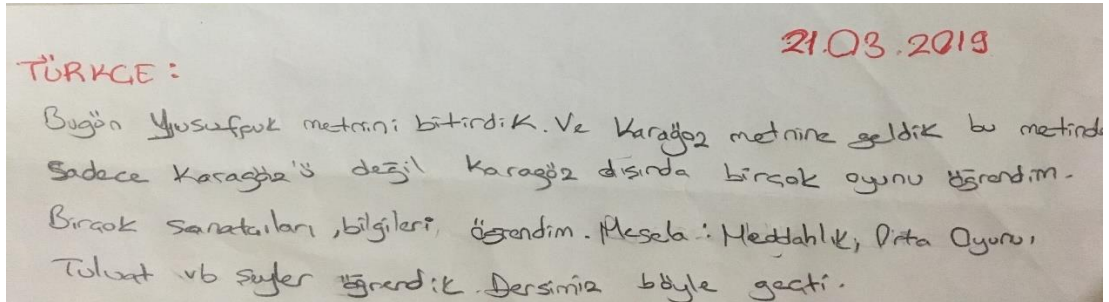 21.03.2019
TÜRKCE :
Bugün Yusufçuk metnini bitirdik. Ve Karagöz metnine geldik bu metinde
Sadece Karagöz'ü değil Karagöz dışında birçok oyunu öğrendim.
Birçok sanatçıları, bilgileri, öğrendim. Mesela : Meddahlık, Orta Oyunu,
Tuluat vb şeyler öğrendik. Dersimiz böyle geçti.